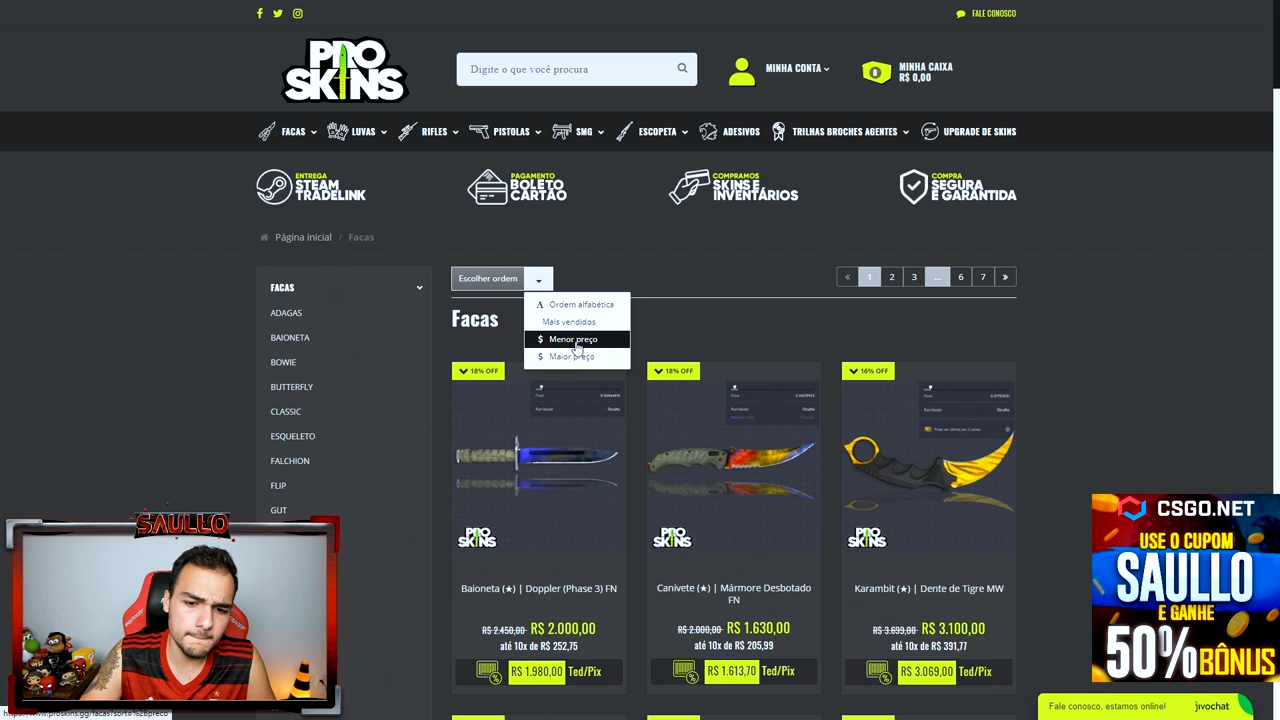 FALE CONOSCO
PRO
SKINS
Digite o que você procura
MINHA CONTA
0
MINHA CAIXA
R$ 0,00
FACAS
LUVAS
RIFLES
PISTOLAS
SMG
ESCOPETA
ADESIVOS
TRILHAS BROCHES AGENTES
UPGRADE DE SKINS
ENTREGA
STEAM
TRADELINK
PAGAMENTO
BOLETO
CARTÃO
COMPRAMOS
SKINS E
INVENTÁRIOS
COMPRA
SEGURA
E GARANTIDA
Página inicial / Facas
FACAS
ADAGAS
BAIONETA
BOWIE
BUTTERFLY
CLASSIC
ESQUELETO
FALCHION
FLIP
GUT
Escolher ordem
« 1 2 3 ... 6 7 »
A Ordem alfabética
Mais vendidos
$ Menor preço
$ Maior preço
Facas
18% OFF
PRO
SKINS
Baioneta (★) | Doppler (Phase 3) FN
R$ 2.450,00 R$ 2.000,00
até 10x de R$ 252,75
R$ 1.980,00 Ted/Pix
18% OFF
PRO
SKINS
Canivete (★) | Mármore Desbotado
FN
R$ 2.000,00 R$ 1.630,00
até 10x de R$ 205,99
R$ 1.613,70 Ted/Pix
16% OFF
PRO
SKINS
Karambit (★) | Dente de Tigre MW
R$ 3.699,00 R$ 3.100,00
até 10x de R$ 391,77
R$ 3.069,00 Ted/Pix
SAULLO
CSGO.NET
USE O CUPOM
SAULLO
E GANHE
50% BÔNUS
Fale conosco, estamos online!
jivochat